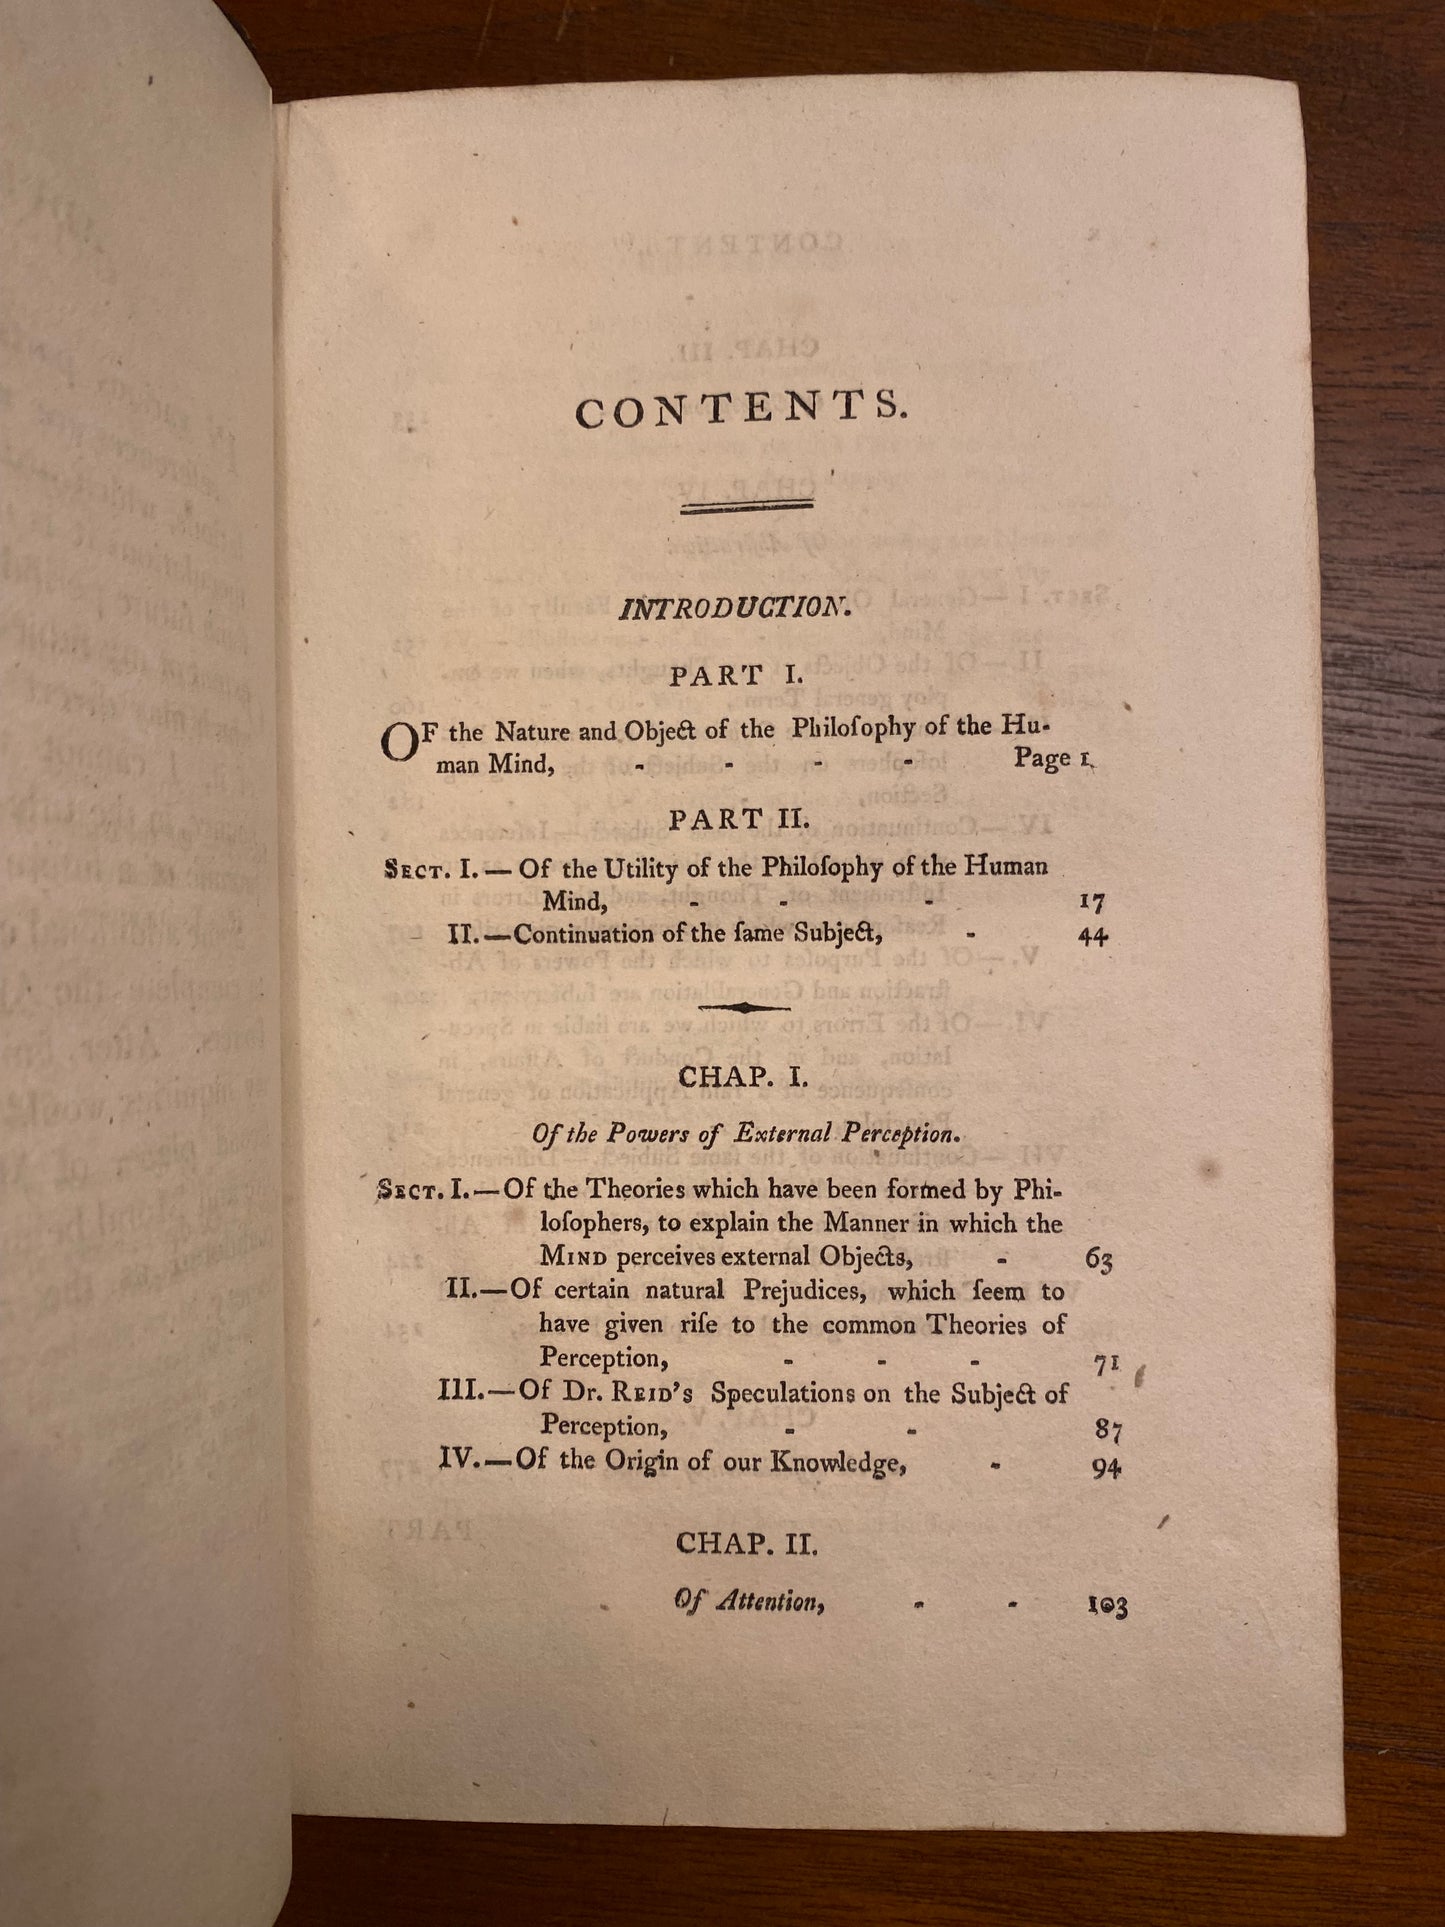 CONTENTS.
INTRODUCTION.
PART I.
OF the Nature and Object of the Philoſophy of the Hu-
man Mind, - - - - Page 1
PART II.
SECT. I.—Of the Utility of the Philoſophy of the Human
Mind, - - - 17
II.—Continuation of the ſame Subject, - 44
CHAP. I.
Of the Powers of External Perception.
SECT. I.—Of the Theories which have been formed by Phi-
loſophers, to explain the Manner in which the
MIND perceives external Objects, - 63
II.—Of certain natural Prejudices, which ſeem to
have given riſe to the common Theories of
Perception, - - - 71
III.—Of Dr. REID's Speculations on the Subject of
Perception, - - 87
IV.—Of the Origin of our Knowledge, - 94
CHAP. II.
Of Attention, - - 103